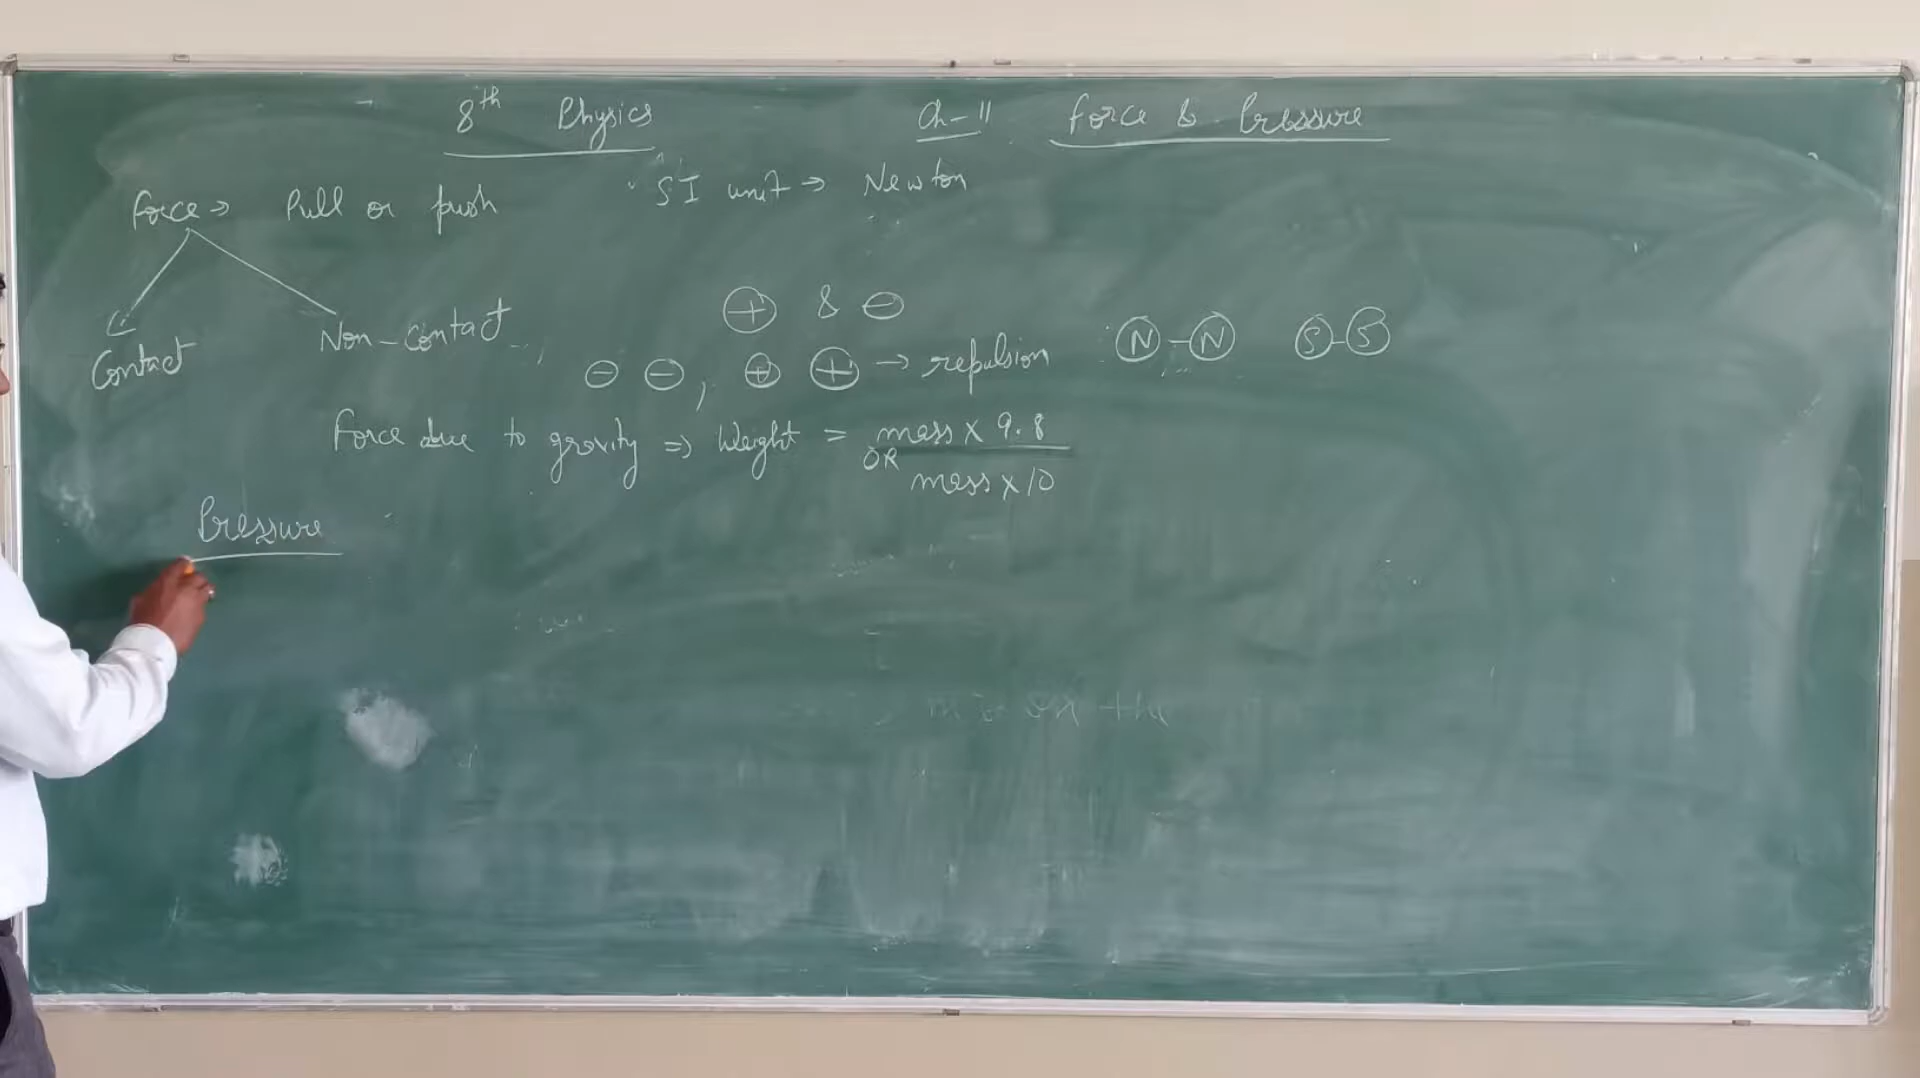 8th Physics Ch-11 Force & Pressure
Force → Pull or push SI unit → Newton
Contact Non-contact
⊕ & ⊖
⊖ ⊖, ⊕ ⊕ → repulsion N-N S-S
Force due to gravity ⇒ Weight = mass x 9.8
OR mass x 10
Pressure